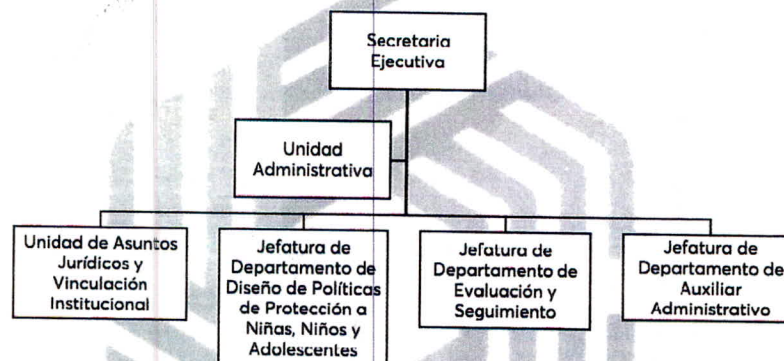 Secretaria
Ejecutiva
Unidad
Administrativa
Unidad de Asuntos
Jurídicos y
Vinculación
Institucional
Jefatura de
Departamento de
Diseño de Políticas
de Protección a
Niñas, Niños y
Adolescentes
Jefatura de
Departamento de
Evaluación y
Seguimiento
Jefatura de
Departamento de
Auxiliar
Administrativo